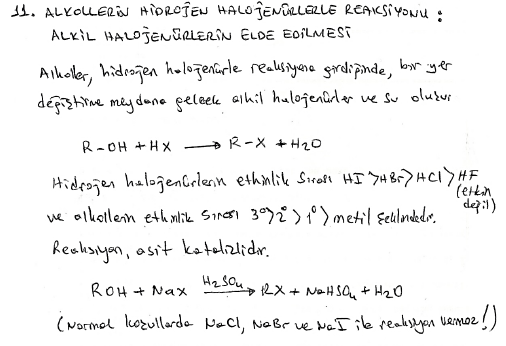 11. ALKOLLERİN HİDROJEN HALOJENÜRLERLE REAKSİYONU :
ALKİL HALOJENÜRLERİN ELDE EDİLMESİ
Alkoller, hidrojen halojenürle reaksiyona girdiğinde, bir yer
değiştirme meydana gelecek alkil halojenürler ve su oluşur
R-OH + HX ⟶ R-X + H2O
Hidrojen halojenürlerin etkinlik sırası HI > HBr > HCl > HF
(etkin
değil)
ve alkollerin etkinlik sırası 3° > 2° > 1° > metil şeklindedir.
Reaksiyon, asit katalizlidir.
ROH + NaX H2SO4⟶ RX + NaHSO4 + H2O
(Normal koşullarda NaCl, NaBr ve NaI ile reaksiyon vermez!)